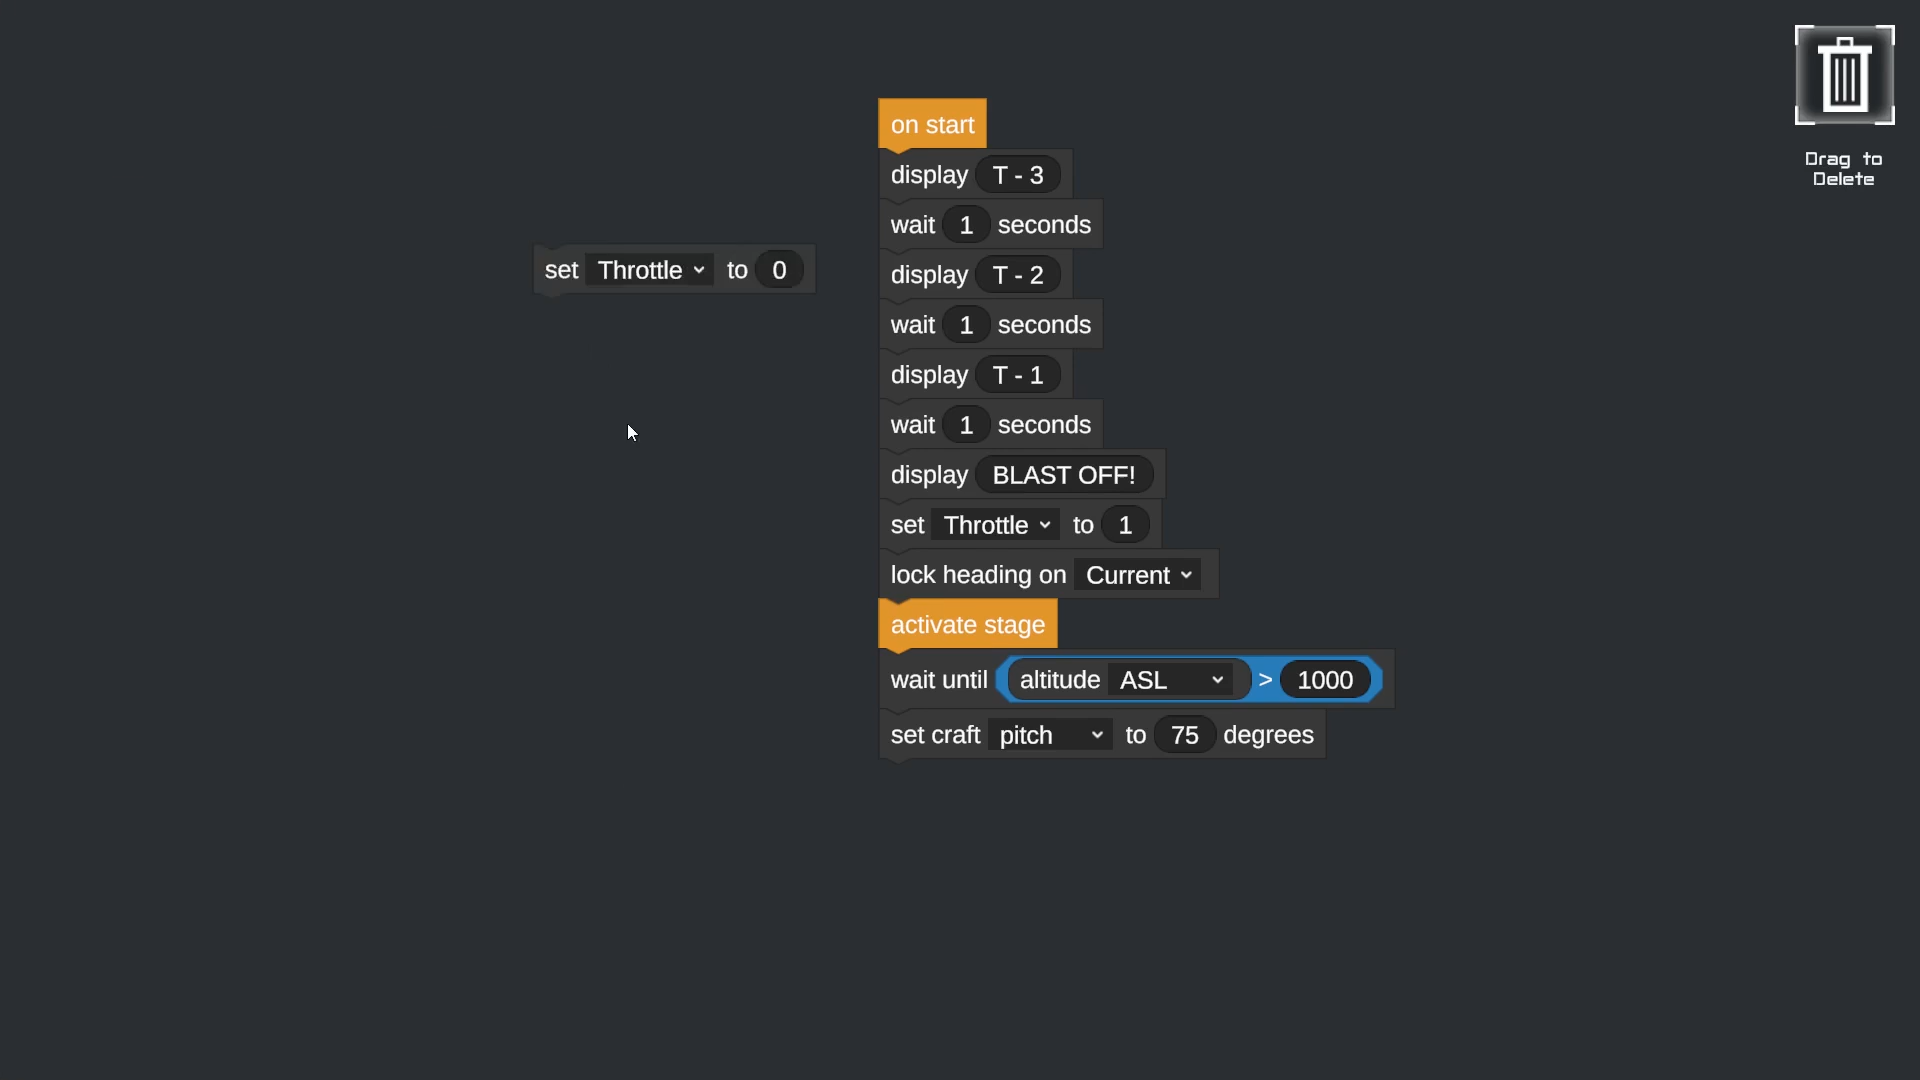 on start
display T - 3
wait 1 seconds
set Throttle to 0
display T - 2
wait 1 seconds
display T - 1
wait 1 seconds
display BLAST OFF!
set Throttle to 1
lock heading on Current
activate stage
wait until altitude ASL > 1000
set craft pitch to 75 degrees
Drag to
Delete